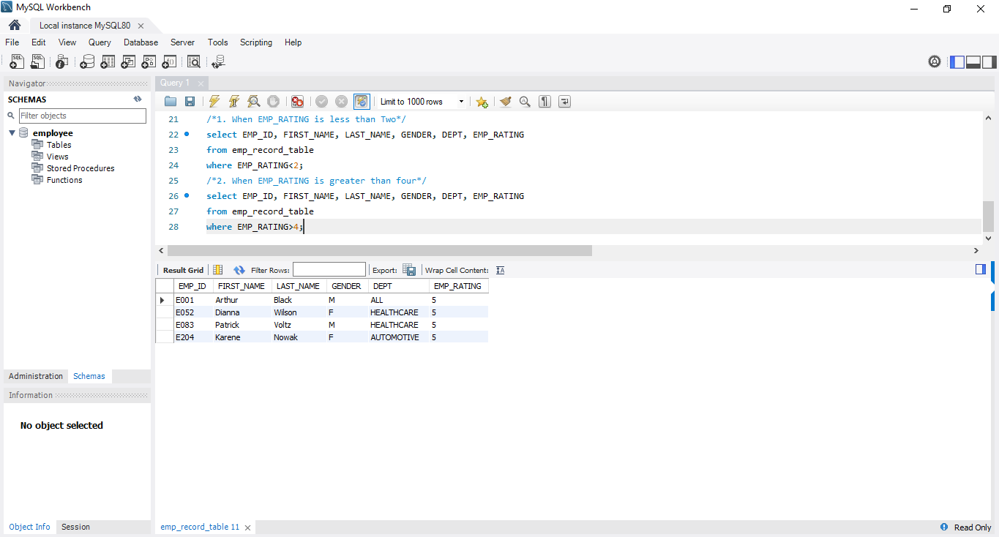 MySQL Workbench
Local instance MySQL80
File Edit View Query Database Server Tools Scripting Help
Navigator
SCHEMAS
Filter objects
employee
Tables
Views
Stored Procedures
Functions
Administration Schemas
Information
No object selected
Object Info Session
Query 1
Limit to 1000 rows
21 /*1. When EMP_RATING is less than Two*/
22 select EMP_ID, FIRST_NAME, LAST_NAME, GENDER, DEPT, EMP_RATING
23 from emp_record_table
24 where EMP_RATING<2;
25 /*2. When EMP_RATING is greater than four*/
26 select EMP_ID, FIRST_NAME, LAST_NAME, GENDER, DEPT, EMP_RATING
27 from emp_record_table
28 where EMP_RATING>4;
Result Grid Filter Rows: Export: Wrap Cell Content:
EMP_ID FIRST_NAME LAST_NAME GENDER DEPT EMP_RATING
E001 Arthur Black M ALL 5
E052 Dianna Wilson F HEALTHCARE 5
E083 Patrick Voltz M HEALTHCARE 5
E204 Karene Nowak F AUTOMOTIVE 5
emp_record_table 11
Read Only